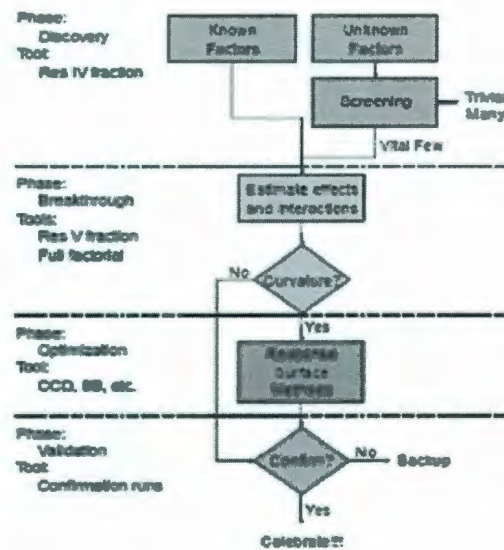 Phase:
Discovery
Tool:
Res IV fraction
Known
Factors
Unknown
Factors
Screening
Trivial
Many
Vital Few
Phase:
Breakthrough
Tools:
Res V fraction
Full factorial
Estimate effects
and interactions
No
Curvature?
Yes
Phase:
Optimization
Tool:
CCD, BB, etc.
Response
Surface
Methods
Phase:
Validation
Tool:
Confirmation runs
Confirm?
No
Backup
Yes
Celebrate!!!